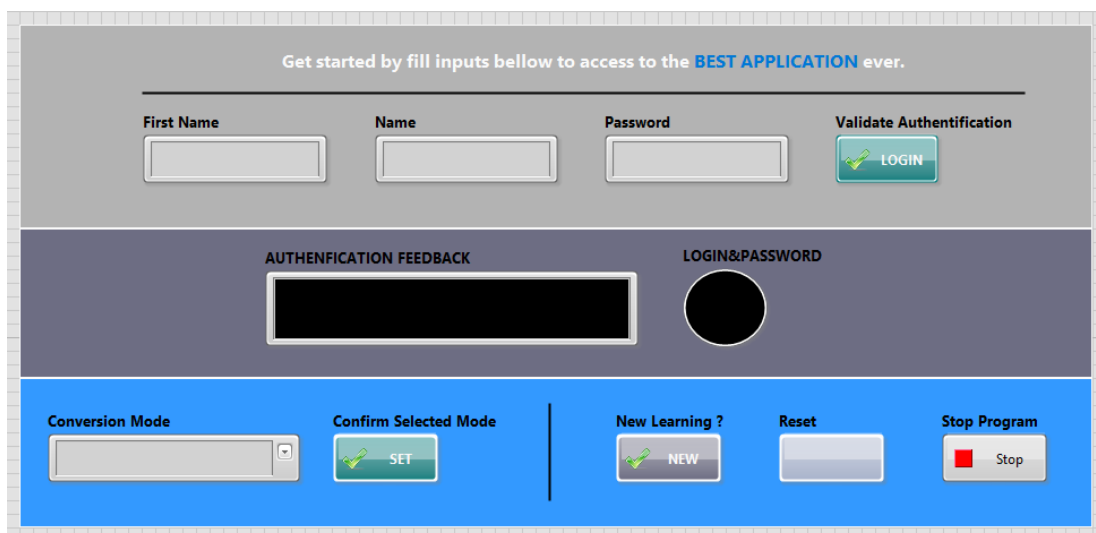 Get started by fill inputs bellow to access to the BEST APPLICATION ever.
First Name Name Password Validate Authentification
LOGIN
AUTHENFICATION FEEDBACK LOGIN&PASSWORD
Conversion Mode Confirm Selected Mode New Learning ? Reset Stop Program
SET NEW Stop